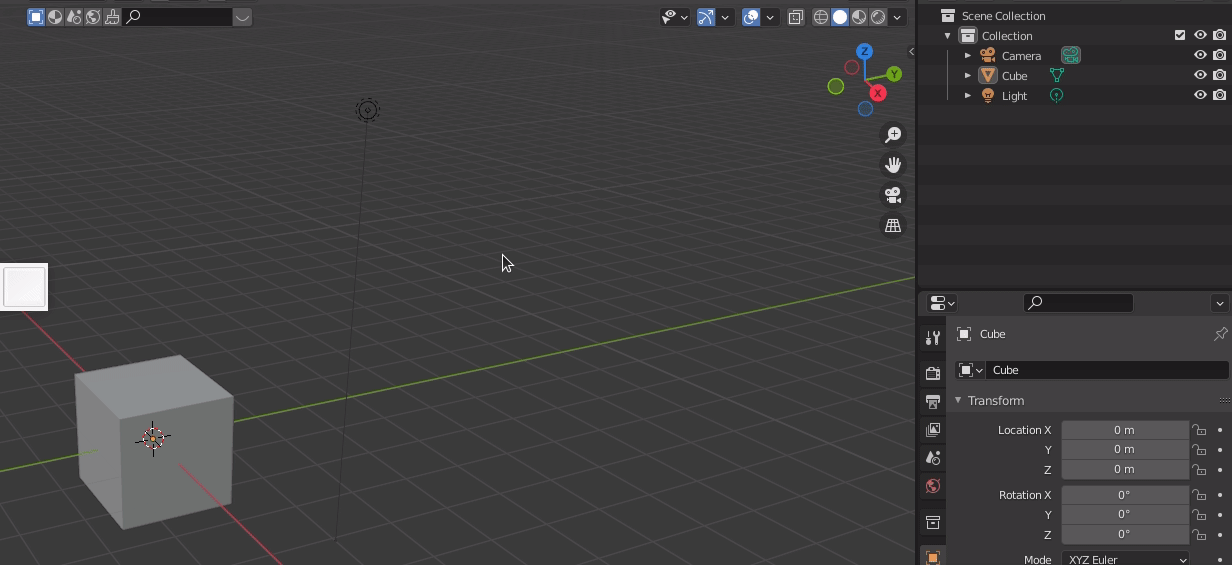 Scene Collection
Collection
Camera
Cube
Light
Z
Y
X
Cube
Cube
Transform
Location X 0 m
Y 0 m
Z 0 m
Rotation X 0°
Y 0°
Z 0°
Mode XYZ Euler